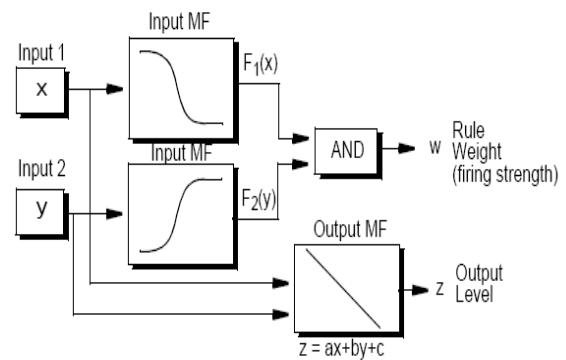 Input MF
Input 1
x
F1(x)
Input MF
Input 2
y
F2(y)
AND
w
Rule
Weight
(firing strength)
Output MF
z
Output
Level
z = ax+by+c